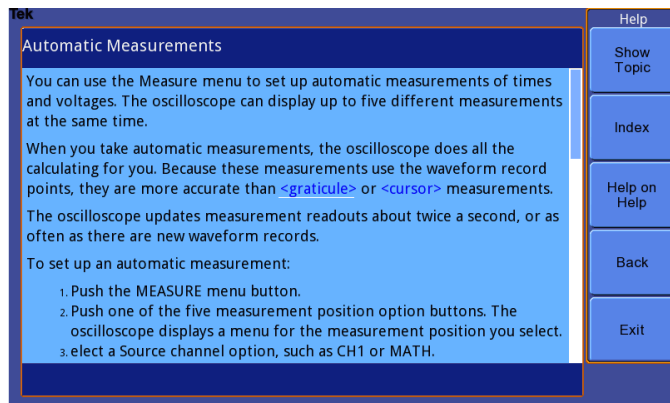 Tek
Automatic Measurements
You can use the Measure menu to set up automatic measurements of times
and voltages. The oscilloscope can display up to five different measurements
at the same time.
When you take automatic measurements, the oscilloscope does all the
calculating for you. Because these measurements use the waveform record
points, they are more accurate than <graticule> or <cursor> measurements.
The oscilloscope updates measurement readouts about twice a second, or as
often as there are new waveform records.
To set up an automatic measurement:
1. Push the MEASURE menu button.
2. Push one of the five measurement position option buttons. The
oscilloscope displays a menu for the measurement position you select.
3. elect a Source channel option, such as CH1 or MATH.
Help
Show
Topic
Index
Help on
Help
Back
Exit